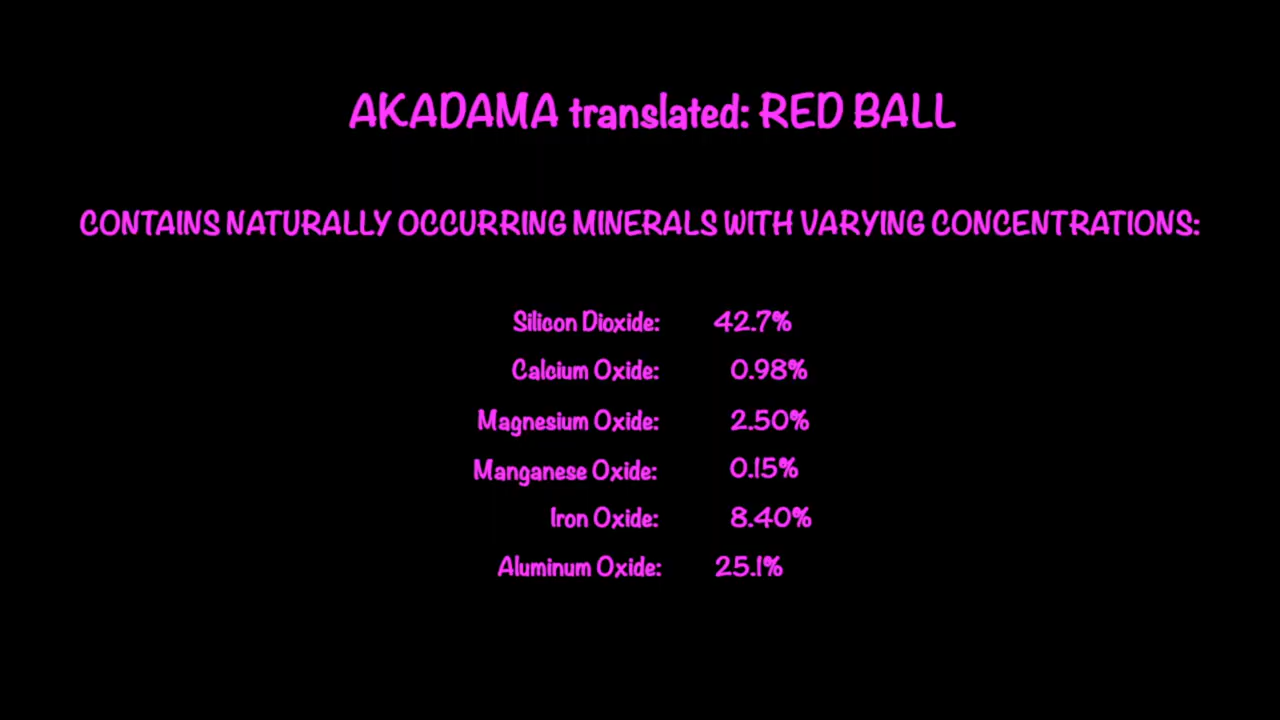 AKADAMA translated: RED BALL
CONTAINS NATURALLY OCCURRING MINERALS WITH VARYING CONCENTRATIONS:
Silicon Dioxide: 42.7%
Calcium Oxide: 0.98%
Magnesium Oxide: 2.50%
Manganese Oxide: 0.15%
Iron Oxide: 8.40%
Aluminum Oxide: 25.1%